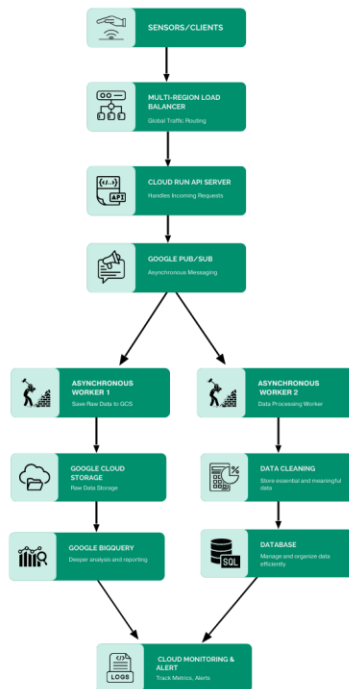 SENSORS/CLIENTS
MULTI-REGION LOAD
BALANCER
Global Traffic Routing
CLOUD RUN API SERVER
Handles Incoming Requests
API
GOOGLE PUB/SUB
Asynchronous Messaging
ASYNCHRONOUS
WORKER 1
Save Raw Data to GCS
ASYNCHRONOUS
WORKER 2
Data Processing Worker
GOOGLE CLOUD
STORAGE
Raw Data Storage
DATA CLEANING
Store essential and meaningful
data
GOOGLE BIGQUERY
Deeper analysis and reporting
DATABASE
Manage and organize data
efficiently
SQL
CLOUD MONITORING &
ALERT
Track Metrics, Alerts
LOGS